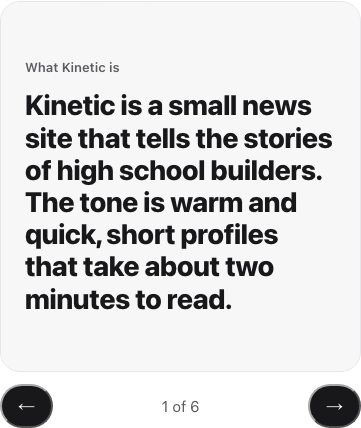 What Kinetic is
Kinetic is a small news
site that tells the stories
of high school builders.
The tone is warm and
quick, short profiles
that take about two
minutes to read.
← 1 of 6 →